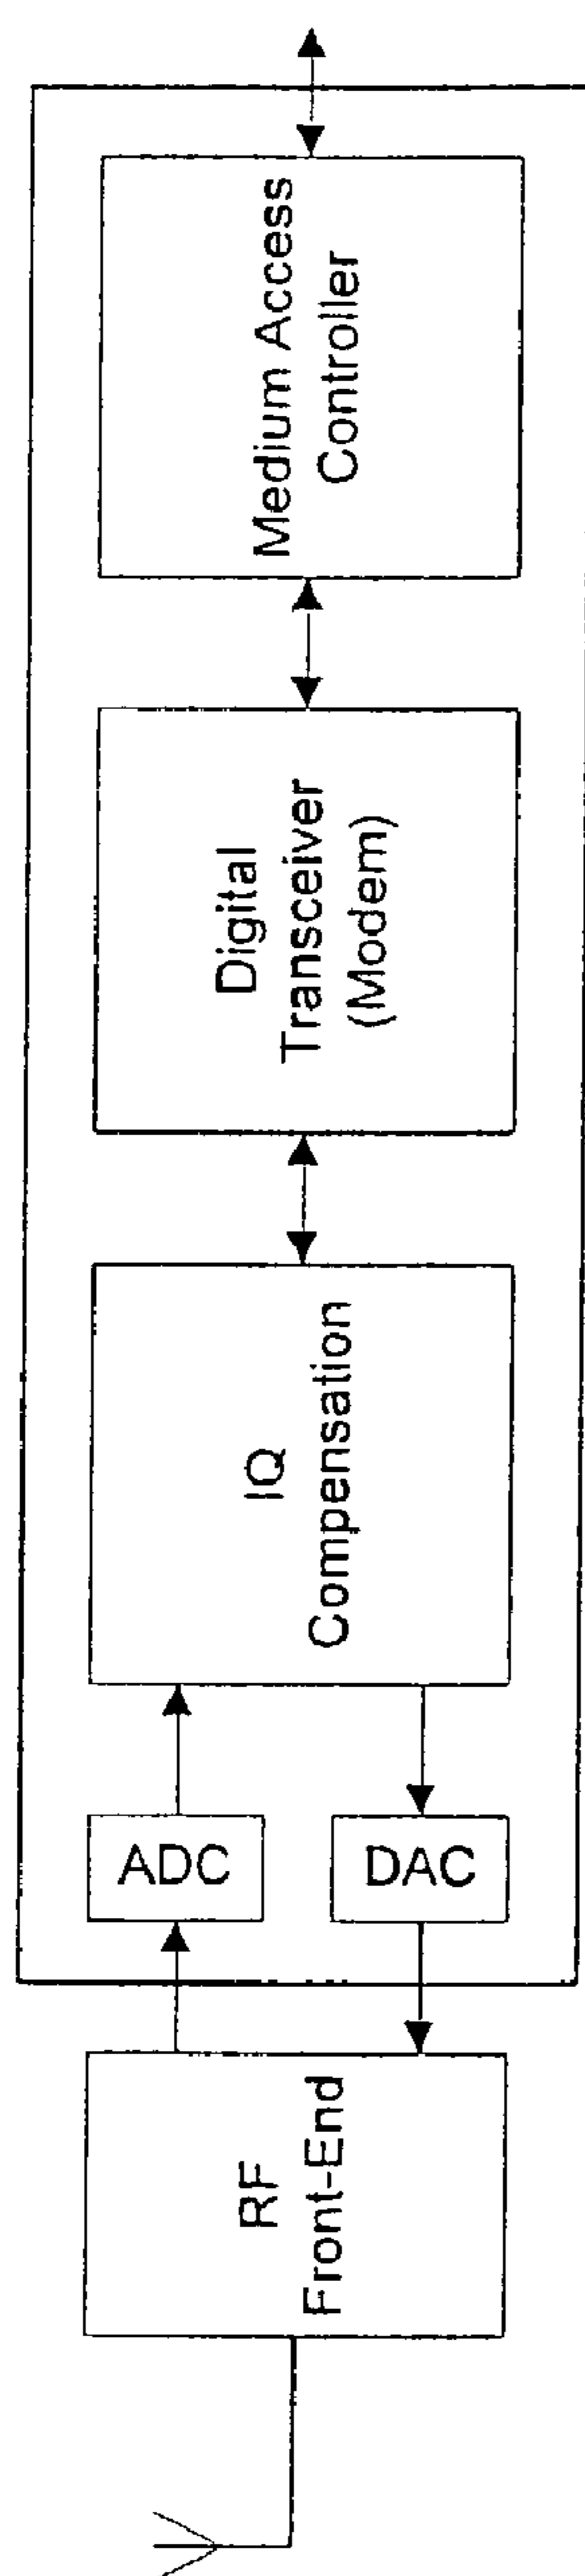 RF
Front-End
ADC
DAC
IQ
Compensation
Digital
Transceiver
(Modem)
Medium Access
Controller